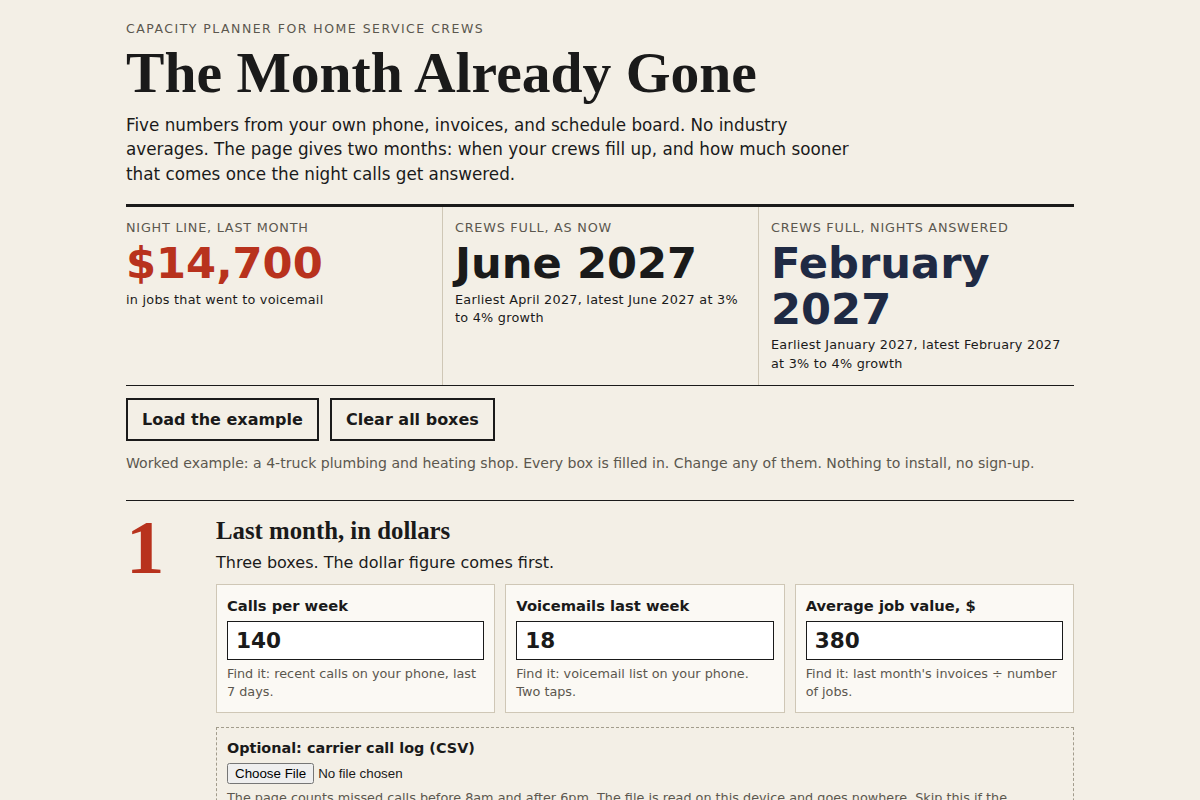 CAPACITY PLANNER FOR HOME SERVICE CREWS
The Month Already Gone
Five numbers from your own phone, invoices, and schedule board. No industry
averages. The page gives two months: when your crews fill up, and how much sooner
that comes once the night calls get answered.
NIGHT LINE, LAST MONTH
$14,700
in jobs that went to voicemail
CREWS FULL, AS NOW
June 2027
Earliest April 2027, latest June 2027 at 3%
to 4% growth
CREWS FULL, NIGHTS ANSWERED
February
2027
Earliest January 2027, latest February 2027
at 3% to 4% growth
Load the example
Clear all boxes
Worked example: a 4-truck plumbing and heating shop. Every box is filled in. Change any of them. Nothing to install, no sign-up.
1
Last month, in dollars
Three boxes. The dollar figure comes first.
Calls per week
140
Find it: recent calls on your phone, last
7 days.
Voicemails last week
18
Find it: voicemail list on your phone.
Two taps.
Average job value, $
380
Find it: last month's invoices ÷ number
of jobs.
Optional: carrier call log (CSV)
Choose File No file chosen
The page counts missed calls before 8am and after 6pm. The file is read on this device and goes nowhere. Skip this if the